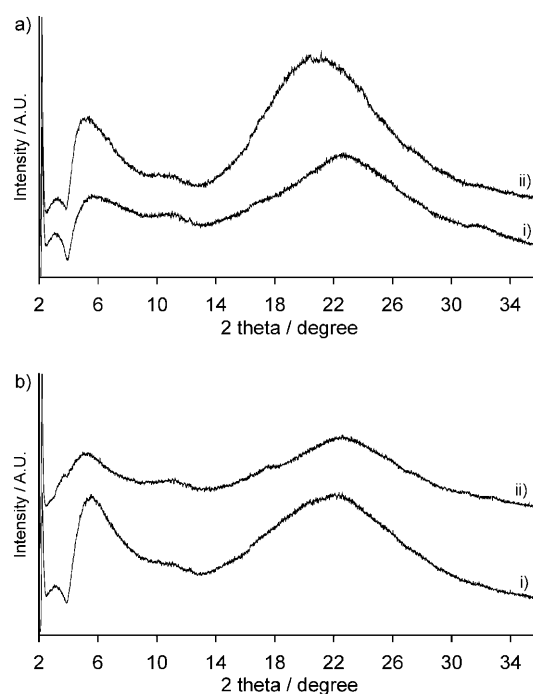 a)
Intensity / A.U.
ii)
i)
2 6 10 14 18 22 26 30 34
2 theta / degree
b)
Intensity / A.U.
ii)
i)
2 6 10 14 18 22 26 30 34
2 theta / degree